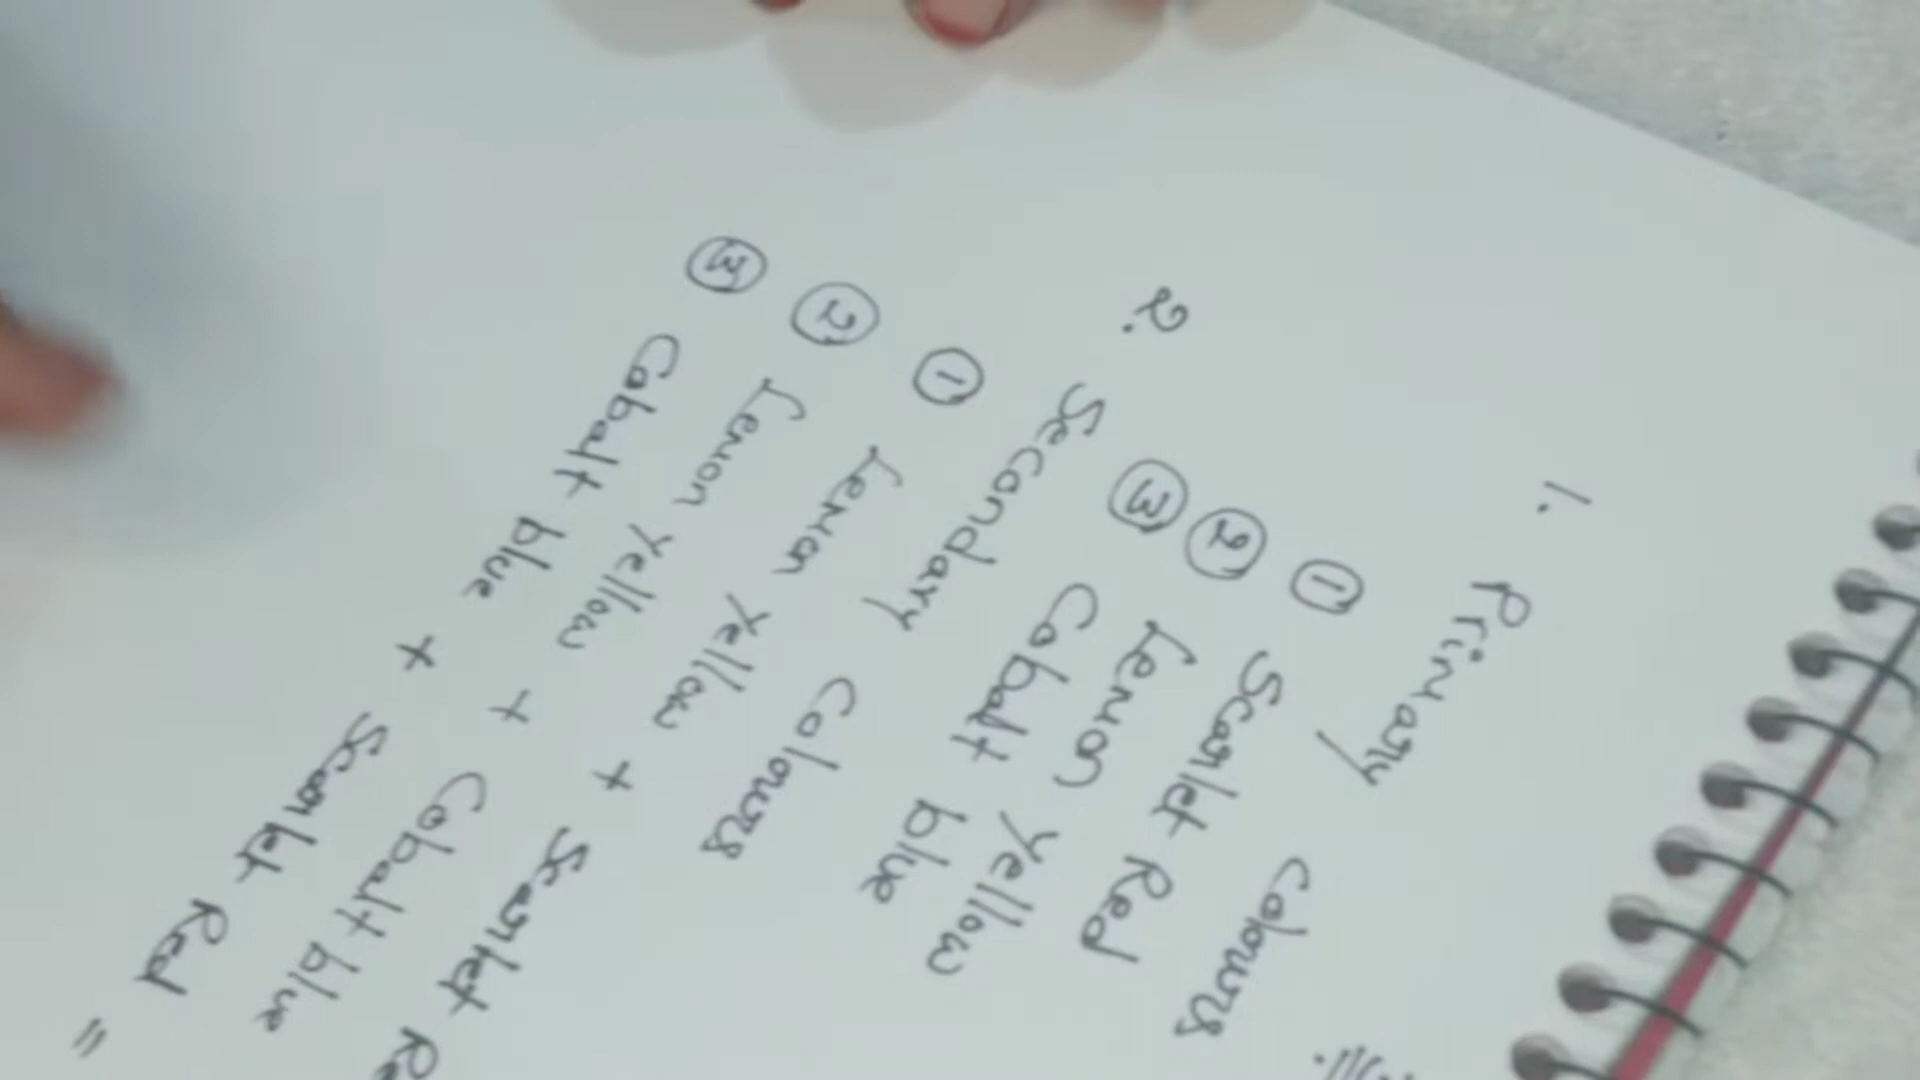 1. Primary colours
① Scarlet Red
② Lemon Yellow
③ Cobalt blue
2. Secondary colours
① Lemon Yellow + Scarlet
② Lemon Yellow + Cobalt blue
③ Cobalt blue + Scarlet Red =